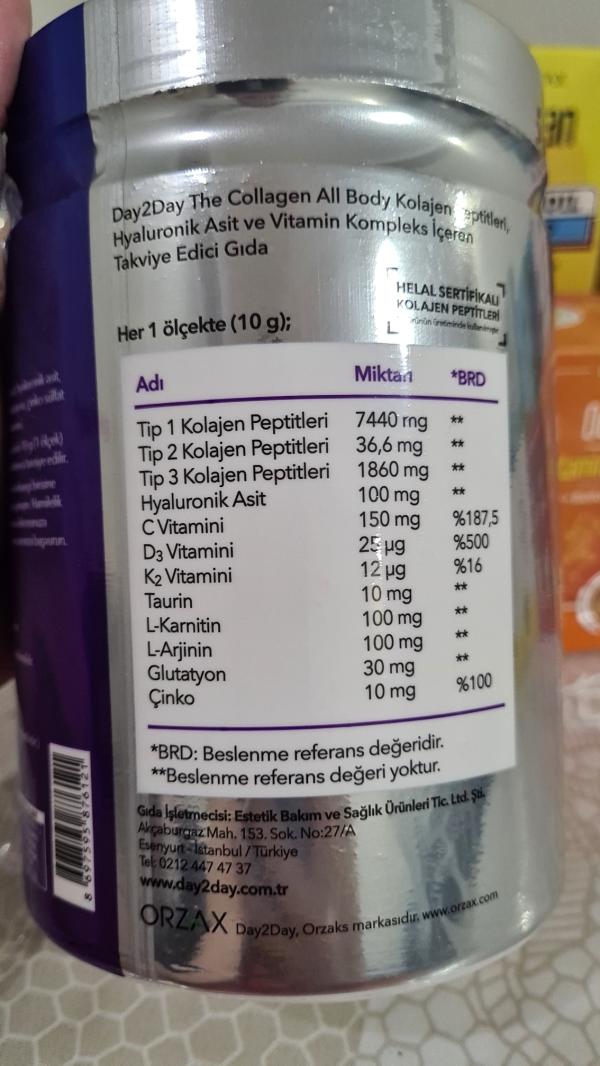 Day2Day The Collagen All Body Kolajen
Hyaluronik Asit ve Vitamin Kompleks İçeren
Takviye Edici Gıda
HELAL SERTİFİKALI
KOLAJEN PEPTİTLERİ
Her 1 ölçekte (10 g);
Adı Miktarı *BRD
Tip 1 Kolajen Peptitleri 7440 mg **
Tip 2 Kolajen Peptitleri 36,6 mg **
Tip 3 Kolajen Peptitleri 1860 mg **
Hyaluronik Asit 100 mg **
C Vitamini 150 mg %187,5
D3 Vitamini 25 µg %500
K2 Vitamini 12 µg %16
Taurin 10 mg **
L-Karnitin 100 mg **
L-Arjinin 100 mg **
Glutatyon 30 mg **
Çinko 10 mg %100
*BRD: Beslenme referans değeridir.
**Beslenme referans değeri yoktur.
Gıda İşletmecisi: Estetik Bakım ve Sağlık Ürünleri Tic. Ltd. Şti.
Akçaburgaz Mah. 153. Sok. No:27/A
Esenyurt - İstanbul / Türkiye
Tel: 0212 447 47 37
www.day2day.com.tr
ORZAX Day2Day, Orzaks markasıdır. www.orzax.com
8 697595 876121